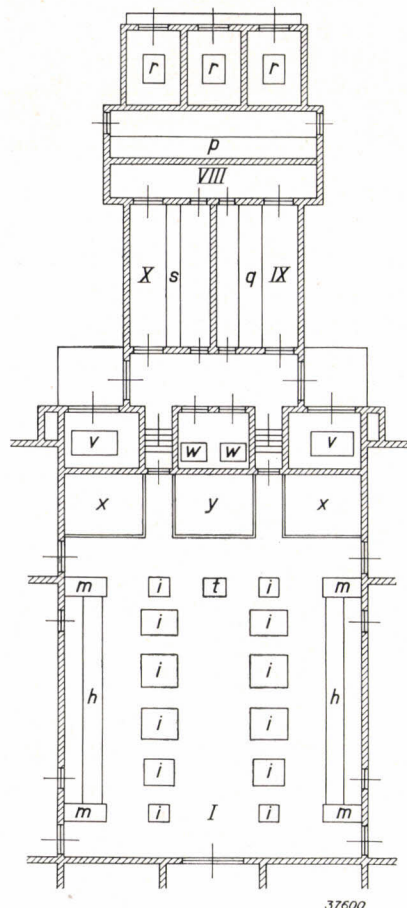 r r r
p
VIII
X s q IX
v w w v
x y x
m i t i m
i i
i i
h i i h
i i
m i I i m
37600